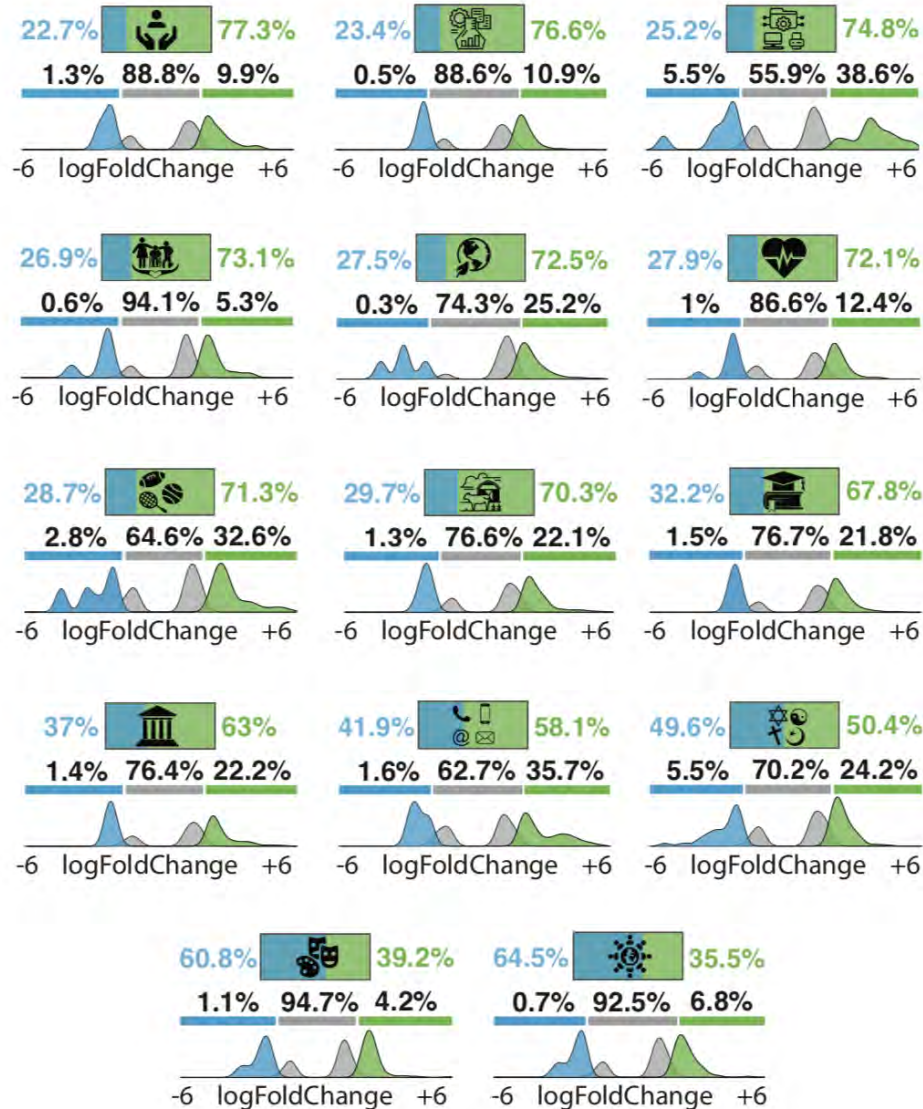 22.7% 77.3% 23.4% 76.6% 25.2% 74.8%
1.3% 88.8% 9.9% 0.5% 88.6% 10.9% 5.5% 55.9% 38.6%
-6 logFoldChange +6 -6 logFoldChange +6 -6 logFoldChange +6
26.9% 73.1% 27.5% 72.5% 27.9% 72.1%
0.6% 94.1% 5.3% 0.3% 74.3% 25.2% 1% 86.6% 12.4%
-6 logFoldChange +6 -6 logFoldChange +6 -6 logFoldChange +6
28.7% 71.3% 29.7% 70.3% 32.2% 67.8%
2.8% 64.6% 32.6% 1.3% 76.6% 22.1% 1.5% 76.7% 21.8%
-6 logFoldChange +6 -6 logFoldChange +6 -6 logFoldChange +6
37% 63% 41.9% @ 58.1% 49.6% 50.4%
1.4% 76.4% 22.2% 1.6% 62.7% 35.7% 5.5% 70.2% 24.2%
-6 logFoldChange +6 -6 logFoldChange +6 -6 logFoldChange +6
60.8% 39.2% 64.5% 35.5%
1.1% 94.7% 4.2% 0.7% 92.5% 6.8%
-6 logFoldChange +6 -6 logFoldChange +6